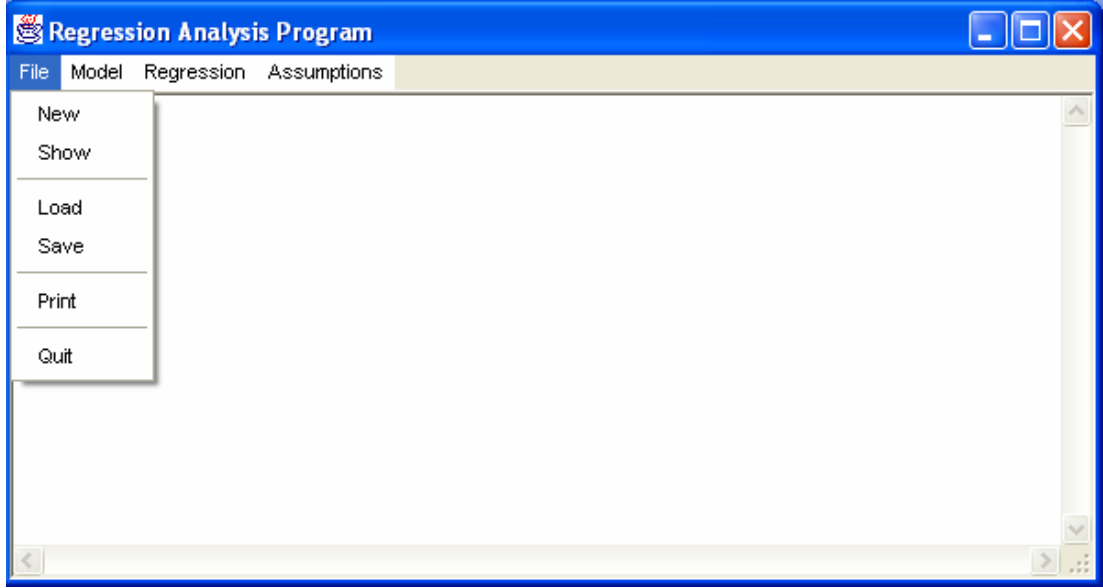 Regression Analysis Program
File Model Regression Assumptions
New
Show
Load
Save
Print
Quit